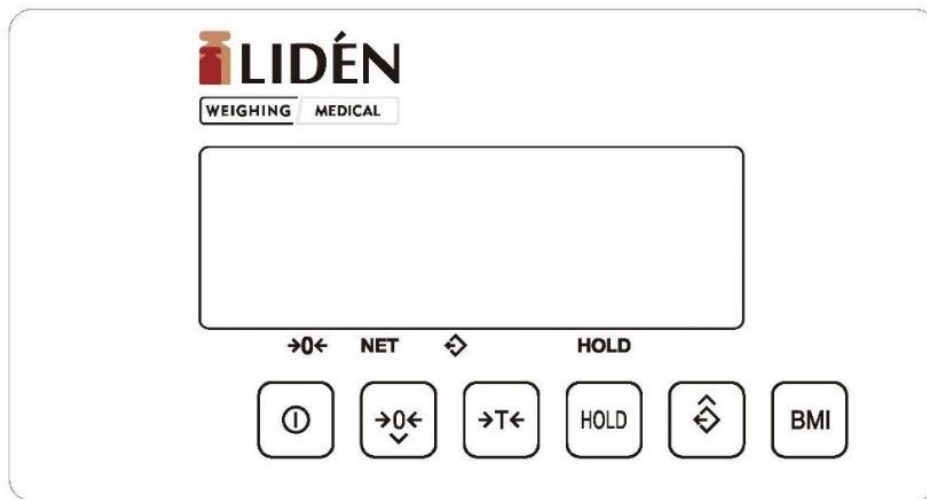 LIDÉN
WEIGHING MEDICAL
→0← NET HOLD
→0← →T← HOLD BMI